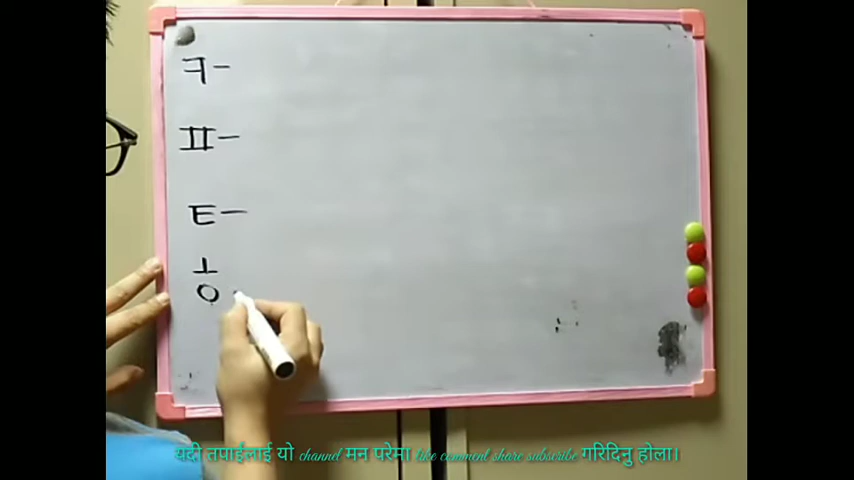 ㅋ-
ㅍ-
ㅌ-
ㅎ
यदी तपाईंलाई यो channel मन परेमा like comment share subscribe गरिदिनु होला।